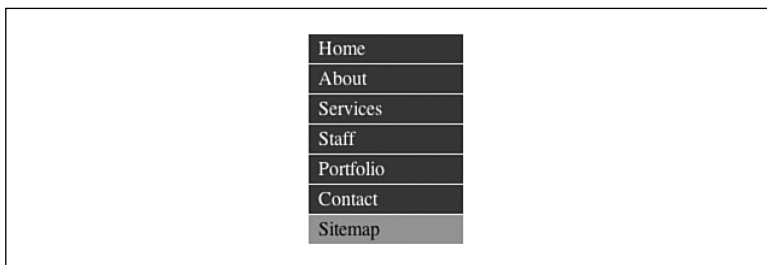 Home
About
Services
Staff
Portfolio
Contact
Sitemap